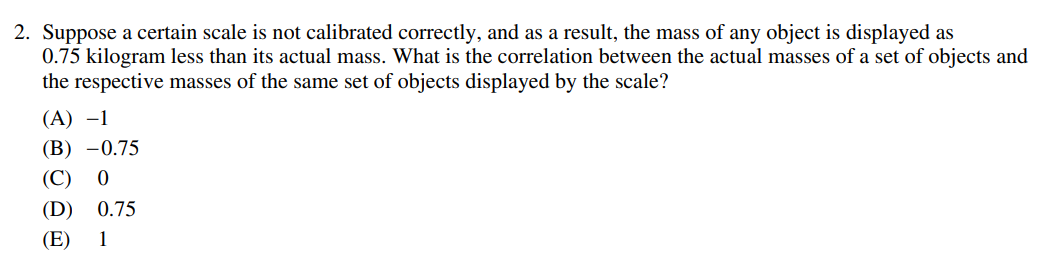 2. Suppose a certain scale is not calibrated correctly, and as a result, the mass of any object is displayed as
0.75 kilogram less than its actual mass. What is the correlation between the actual masses of a set of objects and
the respective masses of the same set of objects displayed by the scale?
(A) −1
(B) −0.75
(C) 0
(D) 0.75
(E) 1